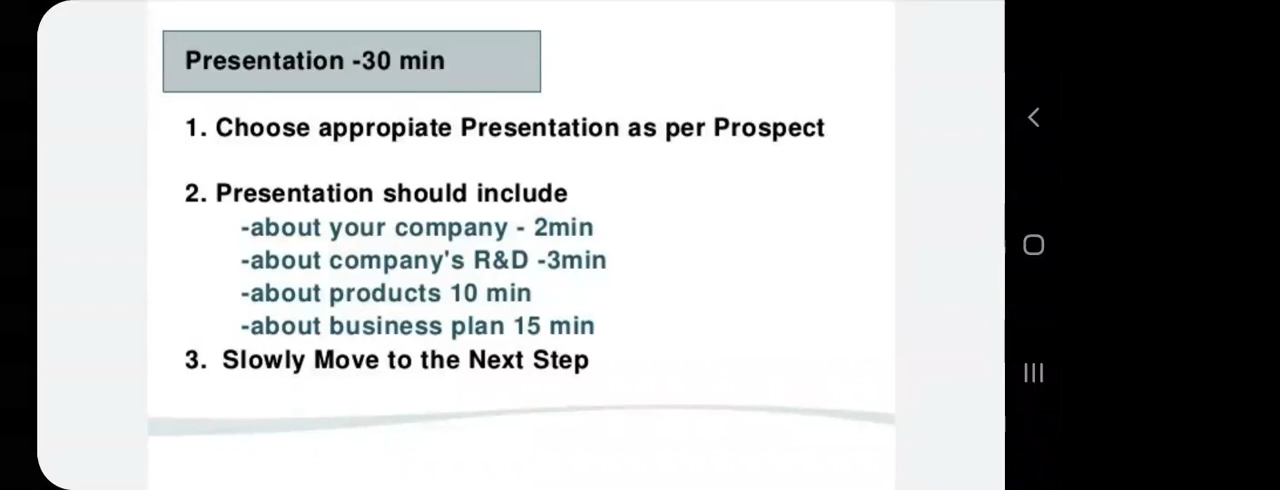 Presentation -30 min
1. Choose appropiate Presentation as per Prospect
2. Presentation should include
-about your company - 2min
-about company's R&D -3min
-about products 10 min
-about business plan 15 min
3. Slowly Move to the Next Step